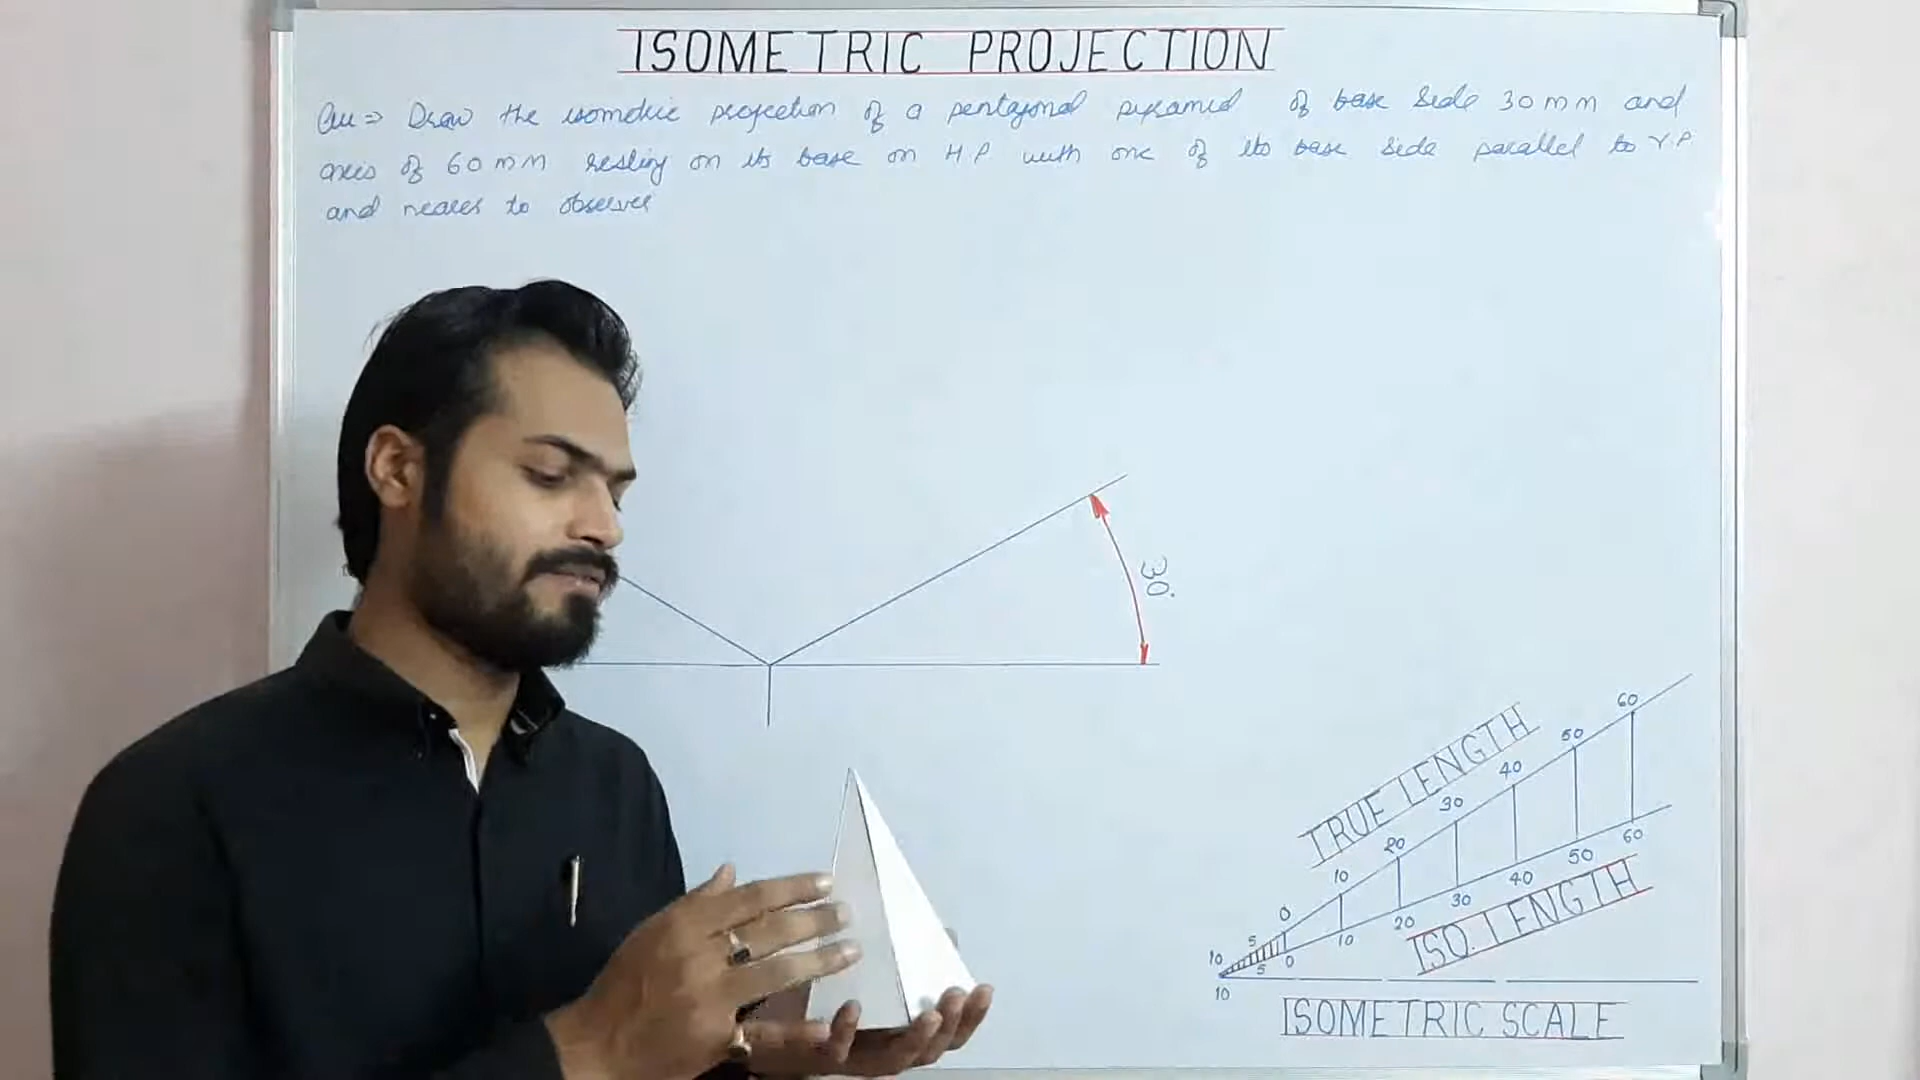 ISOMETRIC PROJECTION
Qu ⇒ Draw the isometric projection of a pentagonal pyramid of base side 30 mm and
axis of 60 mm resting on its base on HP with one of its base side parallel to V.P
and nearer to observer
30°
TRUE LENGTH
10 5 0 10 20 30 40 50 60
10 5 0 10 20 30 40 50 60
ISO. LENGTH
ISOMETRIC SCALE